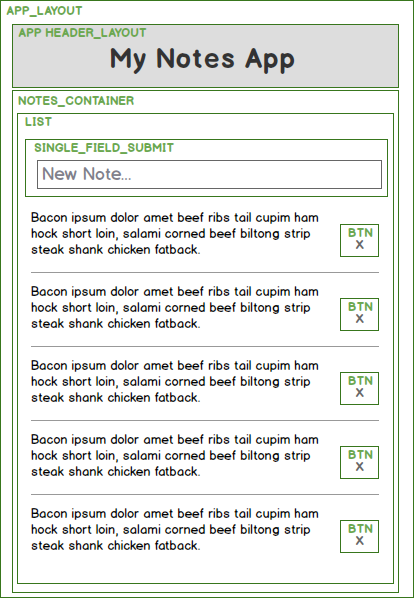 APP_LAYOUT
APP HEADER_LAYOUT
My Notes App
NOTES_CONTAINER
LIST
SINGLE_FIELD_SUBMIT
New Note...
Bacon ipsum dolor amet beef ribs tail cupim ham
hock short loin, salami corned beef biltong strip
steak shank chicken fatback.
BTN
X
Bacon ipsum dolor amet beef ribs tail cupim ham
hock short loin, salami corned beef biltong strip
steak shank chicken fatback.
BTN
X
Bacon ipsum dolor amet beef ribs tail cupim ham
hock short loin, salami corned beef biltong strip
steak shank chicken fatback.
BTN
X
Bacon ipsum dolor amet beef ribs tail cupim ham
hock short loin, salami corned beef biltong strip
steak shank chicken fatback.
BTN
X
Bacon ipsum dolor amet beef ribs tail cupim ham
hock short loin, salami corned beef biltong strip
steak shank chicken fatback.
BTN
X